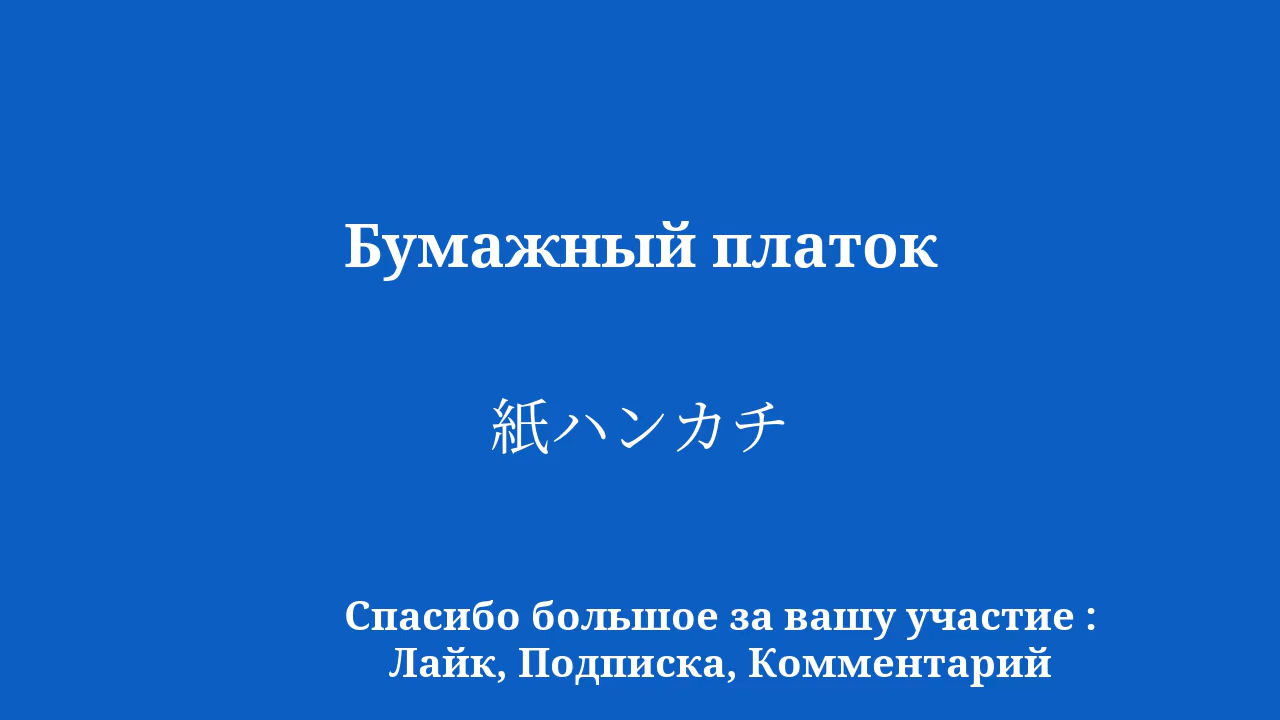 Бумажный платок
紙ハンカチ
Спасибо большое за вашу участие :
Лайк, Подписка, Комментарий